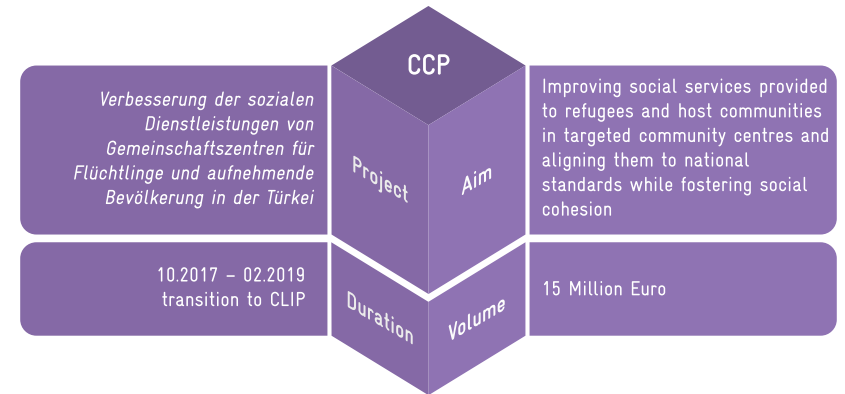 CCP
Verbesserung der sozialen
Dienstleistungen von
Gemeinschaftszentren für
Flüchtlinge und aufnehmende
Bevölkerung in der Türkei
Project
Aim
Improving social services provided
to refugees and host communities
in targeted community centres and
aligning them to national
standards while fostering social
cohesion
10.2017 – 02.2019
transition to CLIP
Duration
Volume
15 Million Euro